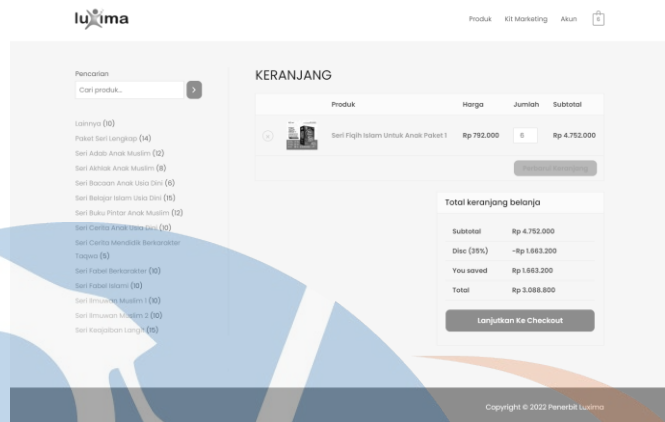 luxima
Produk Kit Marketing Akun 6
Pencarian
Cari produk...
Lainnya (10)
Paket Seri Lengkap (14)
Seri Adab Anak Muslim (12)
Seri Akhlak Anak Muslim (8)
Seri Bacaan Anak Usia Dini (6)
Seri Belajar Islam Usia Dini (15)
Seri Buku Pintar Anak Muslim (12)
Seri Cerita Anak Usia Dini (10)
Seri Cerita Mendidik Berkarakter
Taqwa (5)
Seri Fabel Berkarakter (10)
Seri Fabel Islami (10)
Seri Ilmuwan Muslim 1 (10)
Seri Ilmuwan Muslim 2 (10)
Seri Keajaiban Langit (15)
KERANJANG
Produk Harga Jumlah Subtotal
Seri Fiqih Islam Untuk Anak Paket 1 Rp 792.000 6 Rp 4.752.000
Total keranjang belanja
Subtotal Rp 4.752.000
Disc (35%) -Rp 1.663.200
You saved Rp 1.663.200
Total Rp 3.088.800
Lanjutkan Ke Checkout
Copyright © 2022 Penerbit Luxima